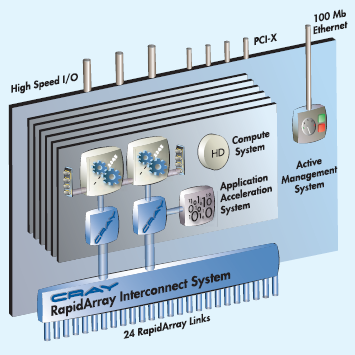 100 Mb
Ethernet
PCI-X
High Speed I/O
HD
Compute
System
Active
Management
System
Application
Acceleration
System
CRAY
RapidArray Interconnect System
24 RapidArray Links